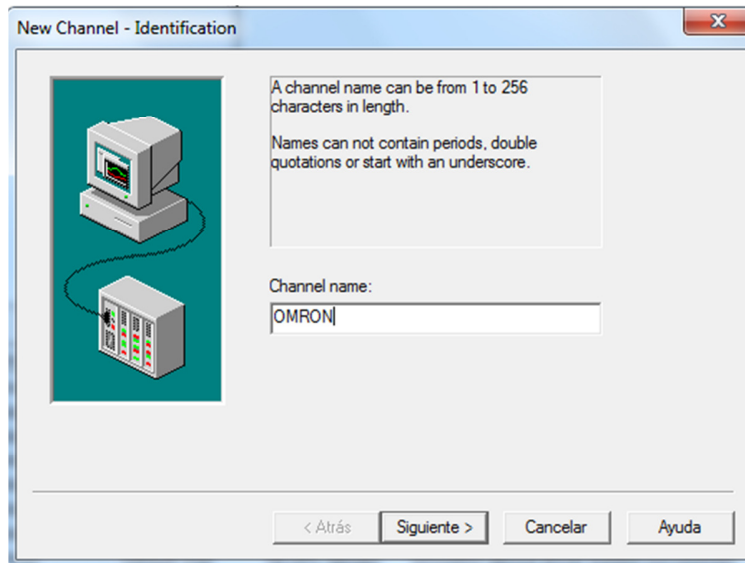 New Channel - Identification
A channel name can be from 1 to 256
characters in length.
Names can not contain periods, double
quotations or start with an underscore.
Channel name:
OMRON
< Atrás
Siguiente >
Cancelar
Ayuda